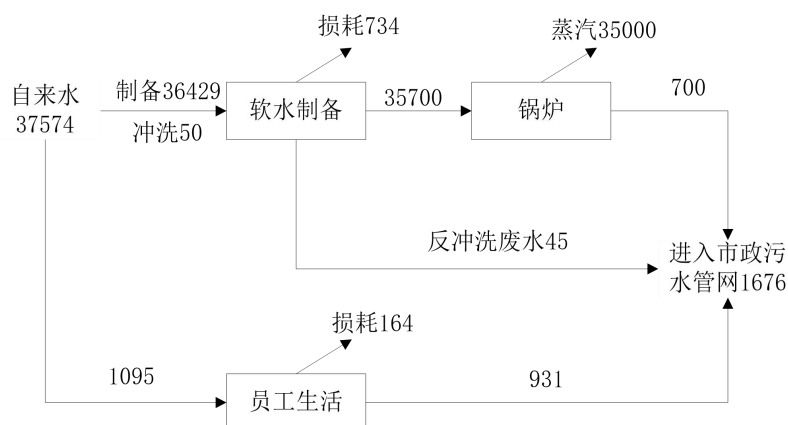 损耗734
蒸汽35000
自来水
37574
制备36429
冲洗50
软水制备
35700
锅炉
700
反冲洗废水45
进入市政污
水管网1676
损耗164
1095
员工生活
931